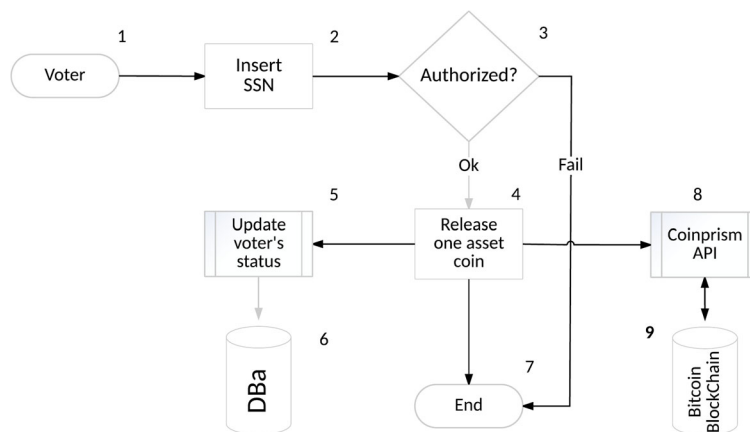 1
2
3
Voter
Insert
SSN
Authorized?
Ok
Fail
5
4
8
Update
voter's
status
Release
one asset
coin
Coinprism
API
6
9
7
DBa
End
Bitcoin
BlockChain